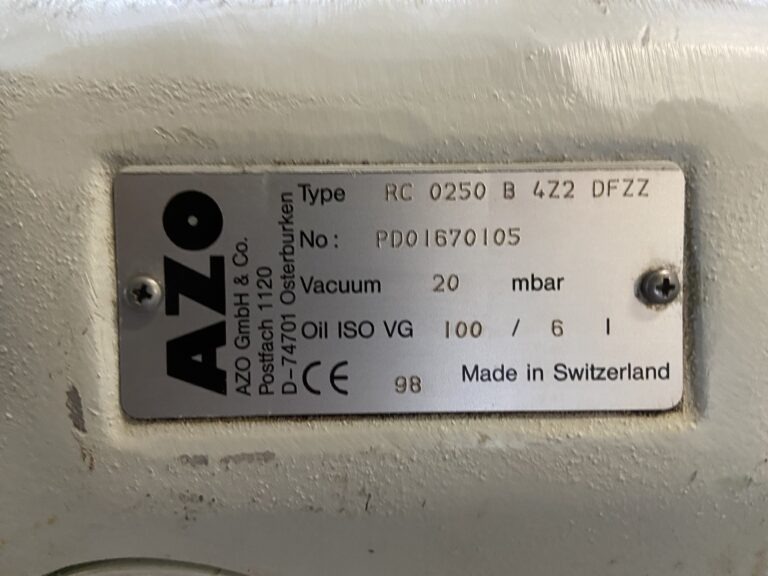 AZO
AZO GmbH & Co.
Postfach 1120
D-74701 Osterburken
Type RC 0250 B 4Z2 DFZZ
No: PD01670105
Vacuum 20 mbar
Oil ISO VG 100 / 6 l
CE 98 Made in Switzerland